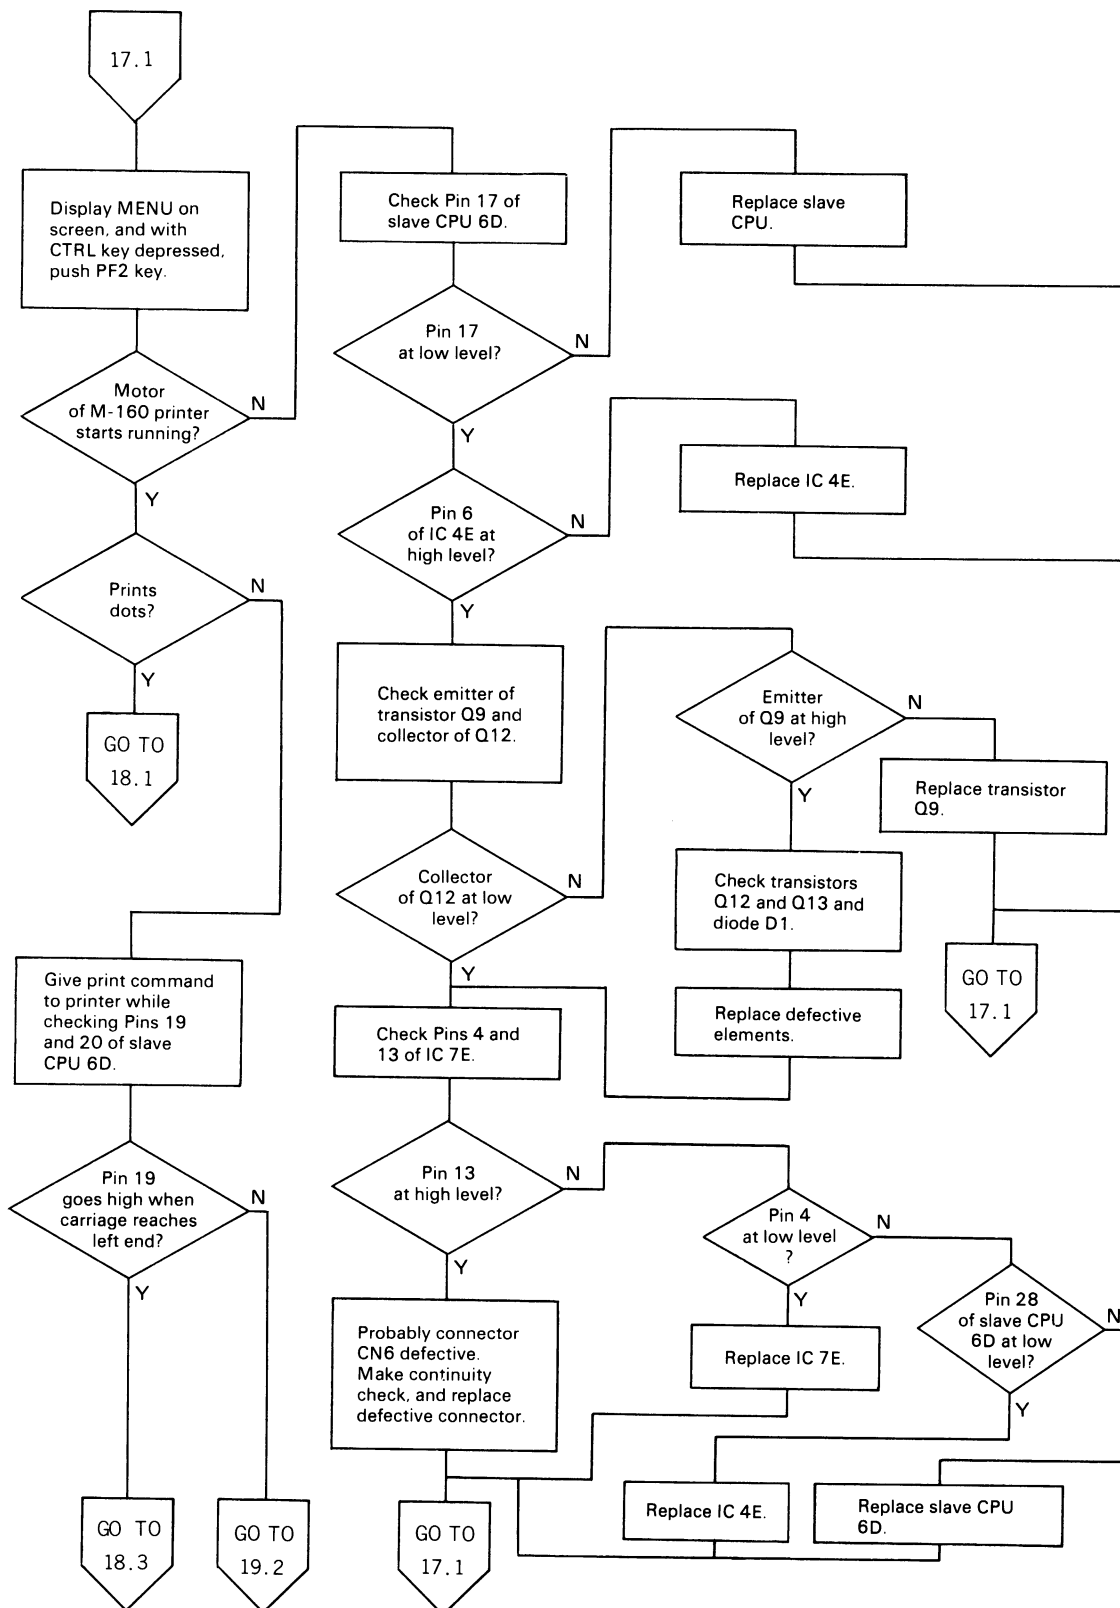 17.1
Display MENU on
screen, and with
CTRL key depressed,
push PF2 key.
Motor
of M-160 printer
starts running?
N
Y
Prints
dots?
N
Y
GO TO
18.1
Give print command
to printer while
checking Pins 19
and 20 of slave
CPU 6D.
Pin 19
goes high when
carriage reaches
left end?
N
Y
GO TO
18.3
GO TO
19.2
Check Pin 17 of
slave CPU 6D.
Pin 17
at low level?
N
Y
Pin 6
of IC 4E at
high level?
N
Y
Check emitter of
transistor Q9 and
collector of Q12.
Collector
of Q12 at low
level?
N
Y
Check Pins 4 and
13 of IC 7E.
Pin 13
at high level?
N
Y
Probably connector
CN6 defective.
Make continuity
check, and replace
defective connector.
GO TO
17.1
Replace slave
CPU.
Replace IC 4E.
Emitter
of Q9 at high
level?
N
Y
Replace transistor
Q9.
Check transistors
Q12 and Q13 and
diode D1.
Replace defective
elements.
GO TO
17.1
Pin 4
at low level
?
N
Y
Replace IC 7E.
Pin 28
of slave CPU
6D at low
level?
N
Y
Replace IC 4E.
Replace slave CPU
6D.